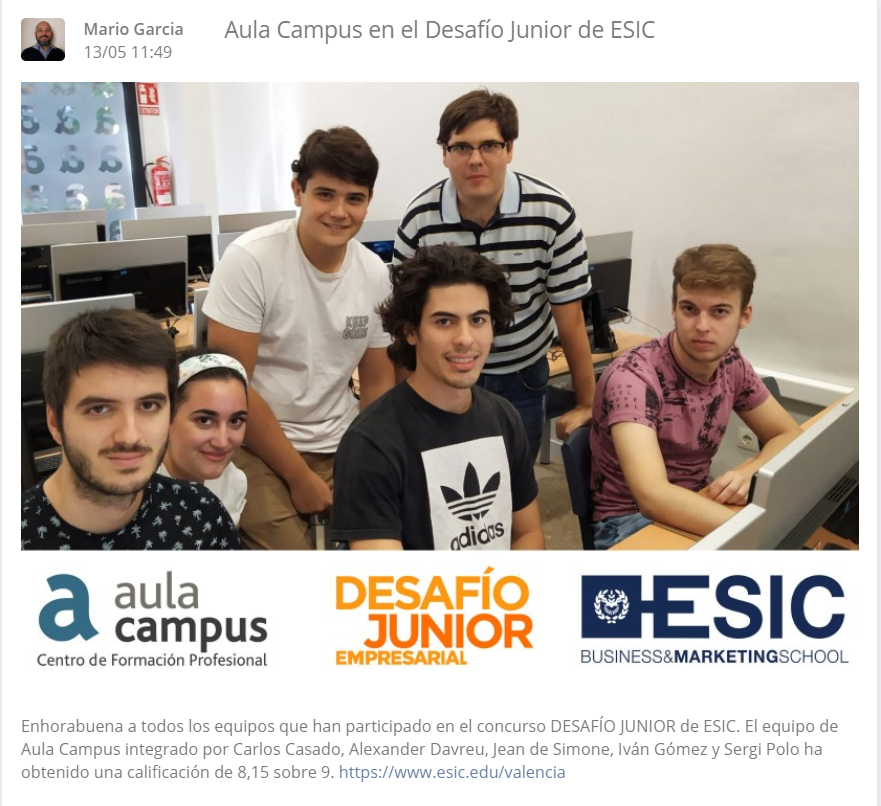 Mario Garcia
13/05 11:49
Aula Campus en el Desafío Junior de ESIC
KEEP
GOING
adidas
a aula
campus
Centro de Formación Profesional
DESAFÍO
JUNIOR
EMPRESARIAL
ESIC
BUSINESS&MARKETINGSCHOOL
Enhorabuena a todos los equipos que han participado en el concurso DESAFÍO JUNIOR de ESIC. El equipo de
Aula Campus integrado por Carlos Casado, Alexander Davreu, Jean de Simone, Iván Gómez y Sergi Polo ha
obtenido una calificación de 8,15 sobre 9. https://www.esic.edu/valencia